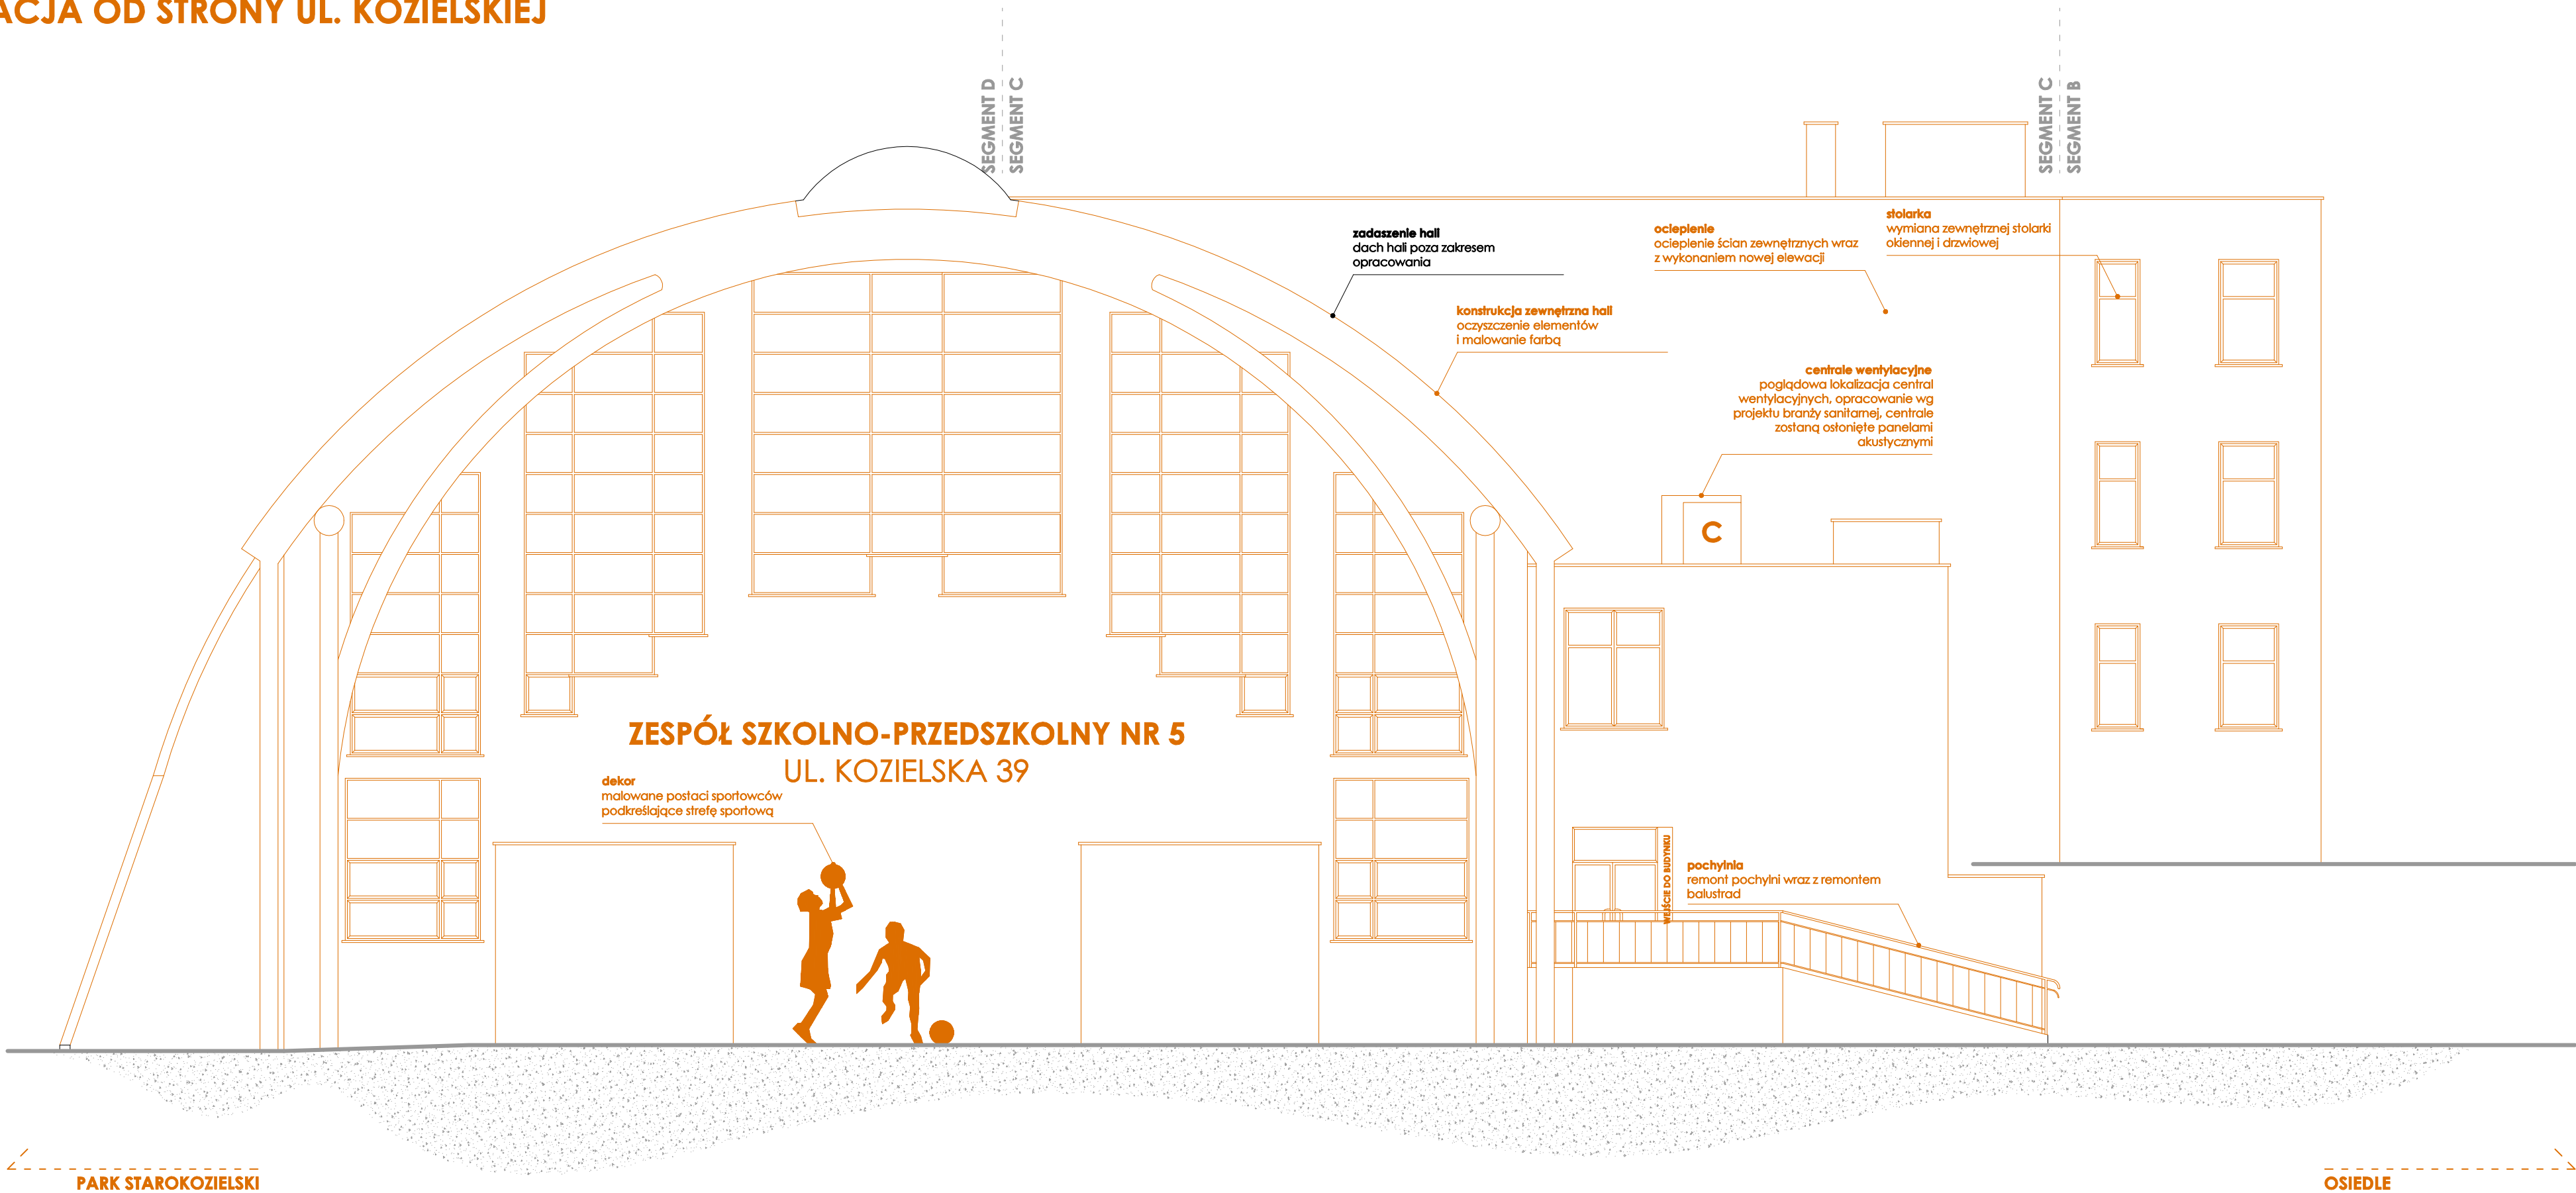 ACJA OD STRONY UL. KOZIELSKIEJ
SEGMENT D
SEGMENT C
SEGMENT C
SEGMENT B
zadaszenie hali
dach hali poza zakresem
opracowania
ocieplenie
ocieplenie ścian zewnętrznych wraz
z wykonaniem nowej elewacji
stolarka
wymiana zewnętrznej stolarki
okiennej i drzwiowej
konstrukcja zewnętrzna hali
oczyszczenie elementów
i malowanie farbą
centrale wentylacyjne
poglądowa lokalizacja central
wentylacyjnych, opracowanie wg
projektu branży sanitarnej, centrale
zostaną osłonięte panelami
akustycznymi
C
ZESPÓŁ SZKOLNO-PRZEDSZKOLNY NR 5
UL. KOZIELSKA 39
dekor
malowane postaci sportowców
podkreślające strefę sportową
WEJŚCIE DO BUDYNKU
pochylnia
remont pochylni wraz z remontem
balustrad
PARK STAROKOZIELSKI
OSIEDLE